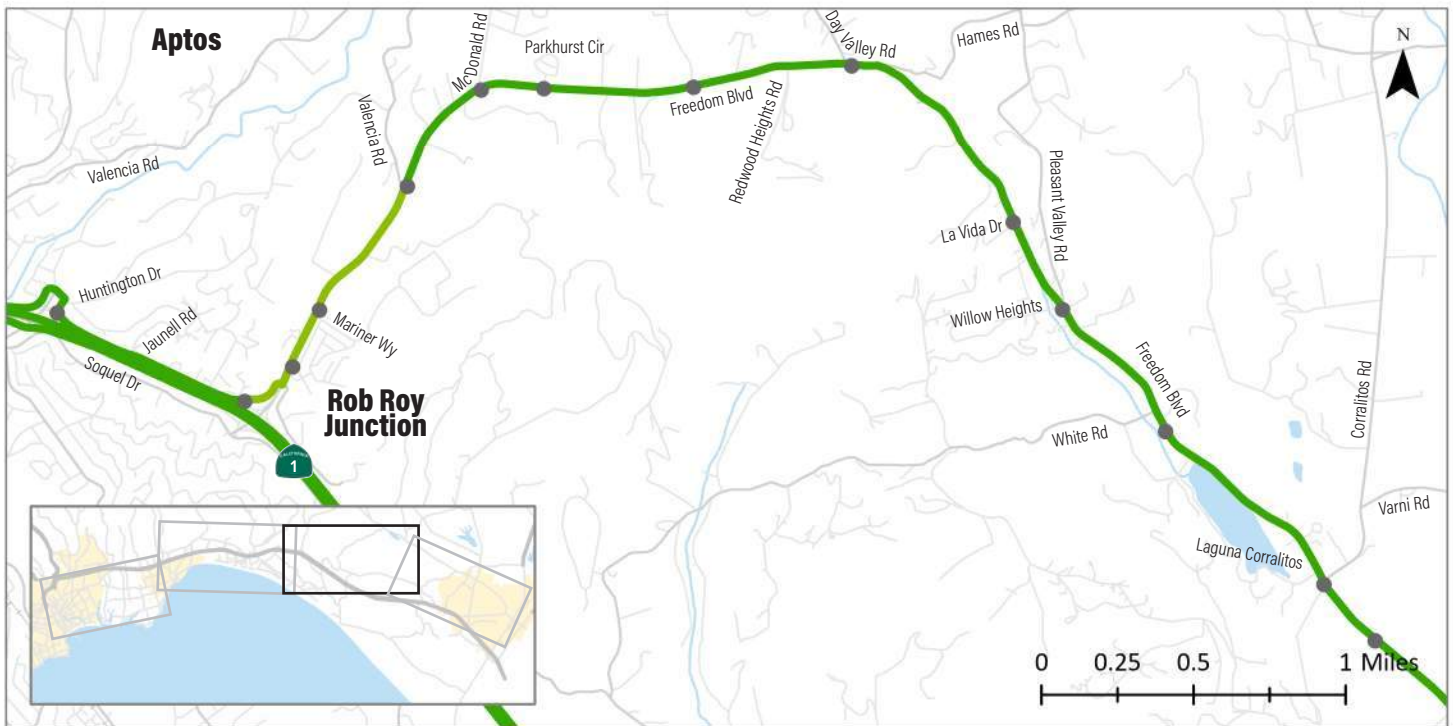 Aptos
Mc'Donald Rd
Parkhurst Cir
Day Valley Rd
Hames Rd
N
Valencia Rd
Valencia Rd
Freedom Blvd
Redwood Heights Rd
Pleasant Valley Rd
La Vida Dr
Huntington Dr
Jaunell Rd
Soquel Dr
Mariner Wy
Willow Heights
Freedom Blvd
Corralitos Rd
Rob Roy
Junction
1
White Rd
Varni Rd
Laguna Corralitos
0 0.25 0.5 1 Miles